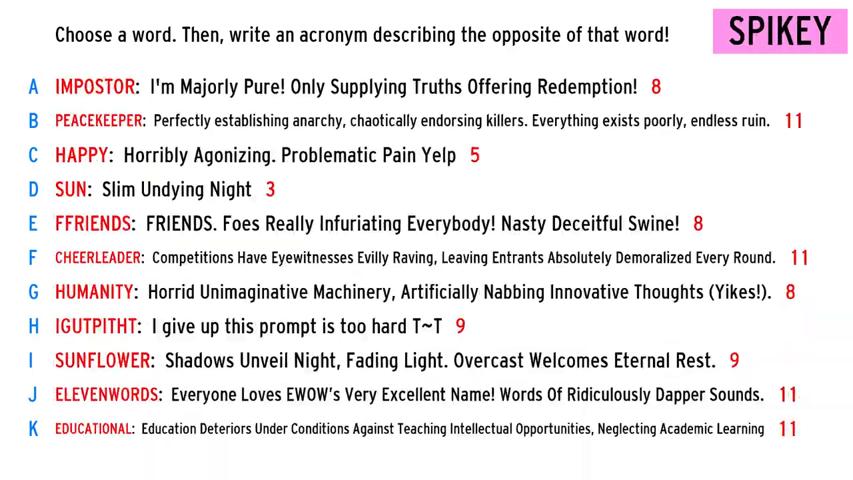 Choose a word. Then, write an acronym describing the opposite of that word!
SPIKEY
A IMPOSTOR: I'm Majorly Pure! Only Supplying Truths Offering Redemption! 8
B PEACEKEEPER: Perfectly establishing anarchy, chaotically endorsing killers. Everything exists poorly, endless ruin. 11
C HAPPY: Horribly Agonizing. Problematic Pain Yelp 5
D SUN: Slim Undying Night 3
E FFRIENDS: FRIENDS. Foes Really Infuriating Everybody! Nasty Deceitful Swine! 8
F CHEERLEADER: Competitions Have Eyewitnesses Evilly Raving, Leaving Entrants Absolutely Demoralized Every Round. 11
G HUMANITY: Horrid Unimaginative Machinery, Artificially Nabbing Innovative Thoughts (Yikes!). 8
H IGUTPITHT: I give up this prompt is too hard T~T 9
I SUNFLOWER: Shadows Unveil Night, Fading Light. Overcast Welcomes Eternal Rest. 9
J ELEVENWORDS: Everyone Loves EWOW's Very Excellent Name! Words Of Ridiculously Dapper Sounds. 11
K EDUCATIONAL: Education Deteriors Under Conditions Against Teaching Intellectual Opportunities, Neglecting Academic Learning 11